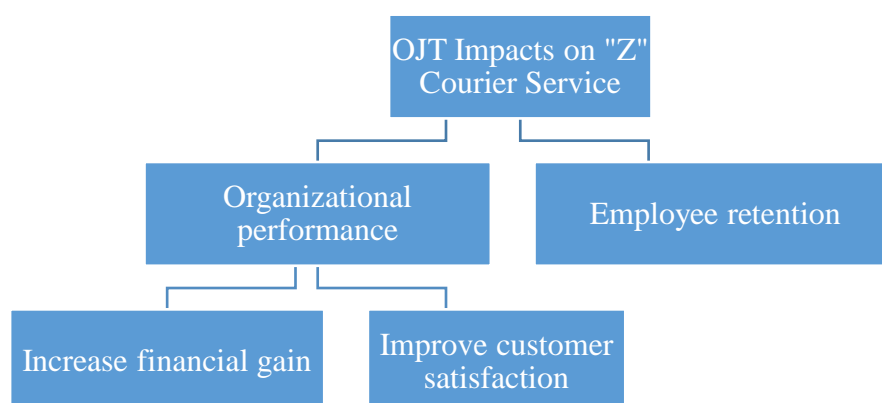 OJT Impacts on "Z"
Courier Service
Organizational
performance
Employee retention
Increase financial gain
Improve customer
satisfaction